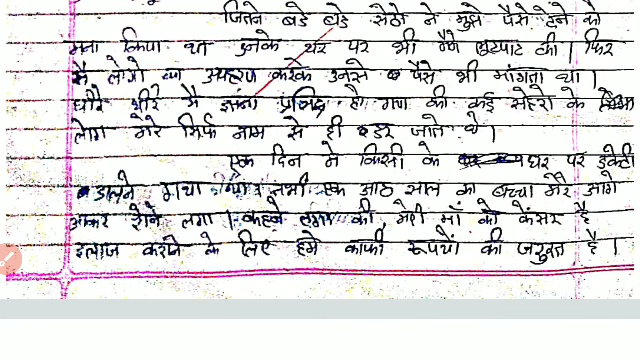 जितने बडे बडे सेठो ने मुझे पैसे देने को
मना किया था उनके घर पर भी मैने लुटपाट की। फिर
मै लोगो का अपहरण करके उनसे पैसे भी मांगता था।
धीरे धीरे मै इतना प्रसिद्ध हो गया की कई सेहरो के
लोग मेरे सिर्फ नाम से ही डर जाते थे।
एक दिन मे किसी के घर पर डकेती
डालने गया था। तभी एक आठ साल का बच्चा मेरे आगे
आकर रोने लगा। कहने लगा की, मेरी माँ को केंसर है
इलाज कराने के लिए हमे काफी रूपयों की जरूरत है।